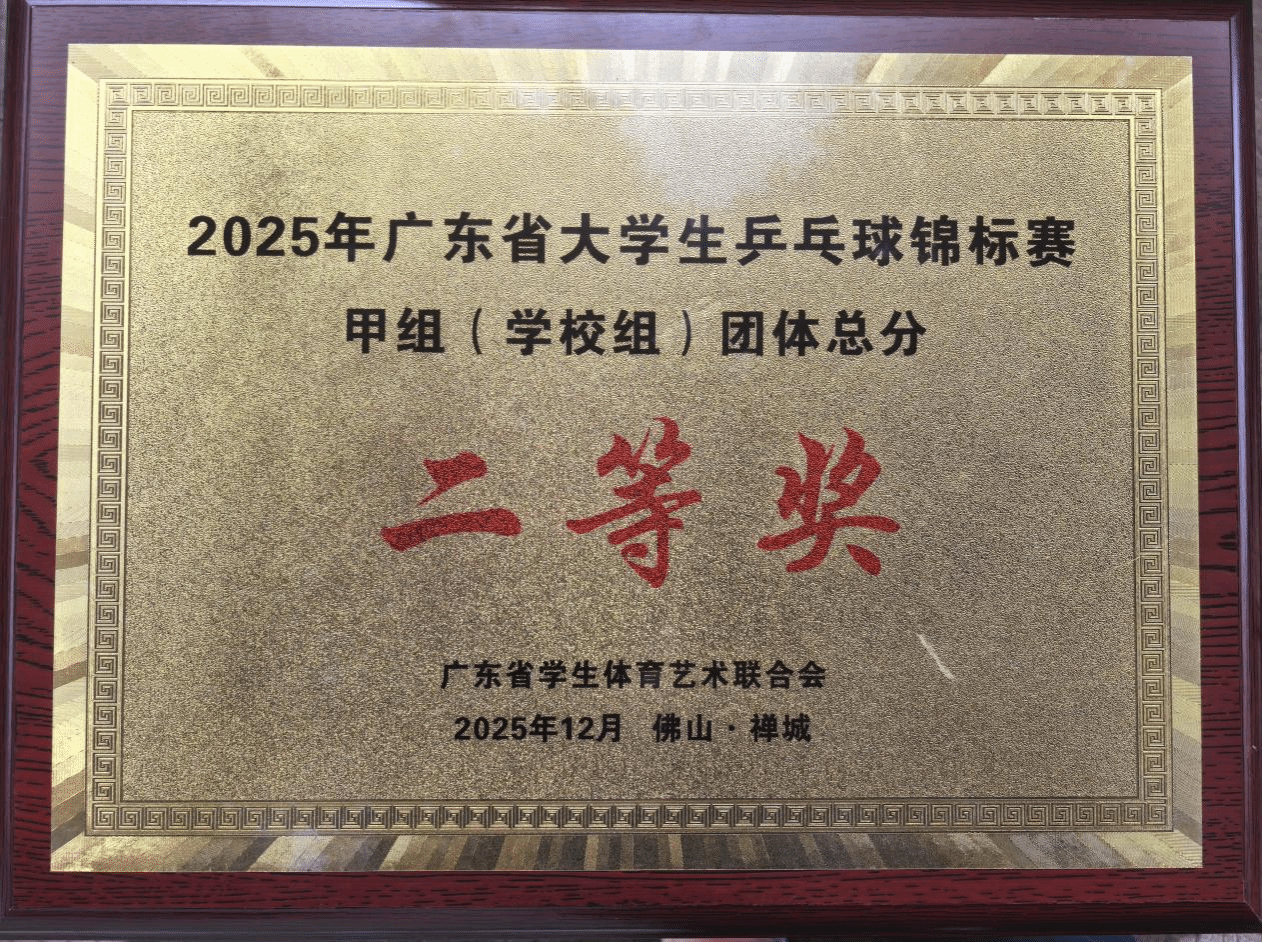 2025年广东省大学生乒乓球锦标赛
甲组（学校组）团体总分
二等奖
广东省学生体育艺术联合会
2025年12月 佛山·禅城